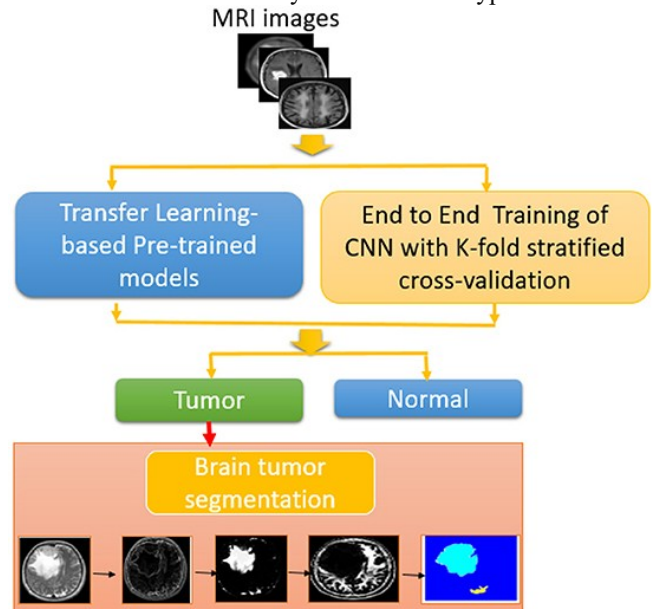 MRI images
Transfer Learning-
based Pre-trained
models
End to End Training of
CNN with K-fold stratified
cross-validation
Tumor
Normal
Brain tumor
segmentation